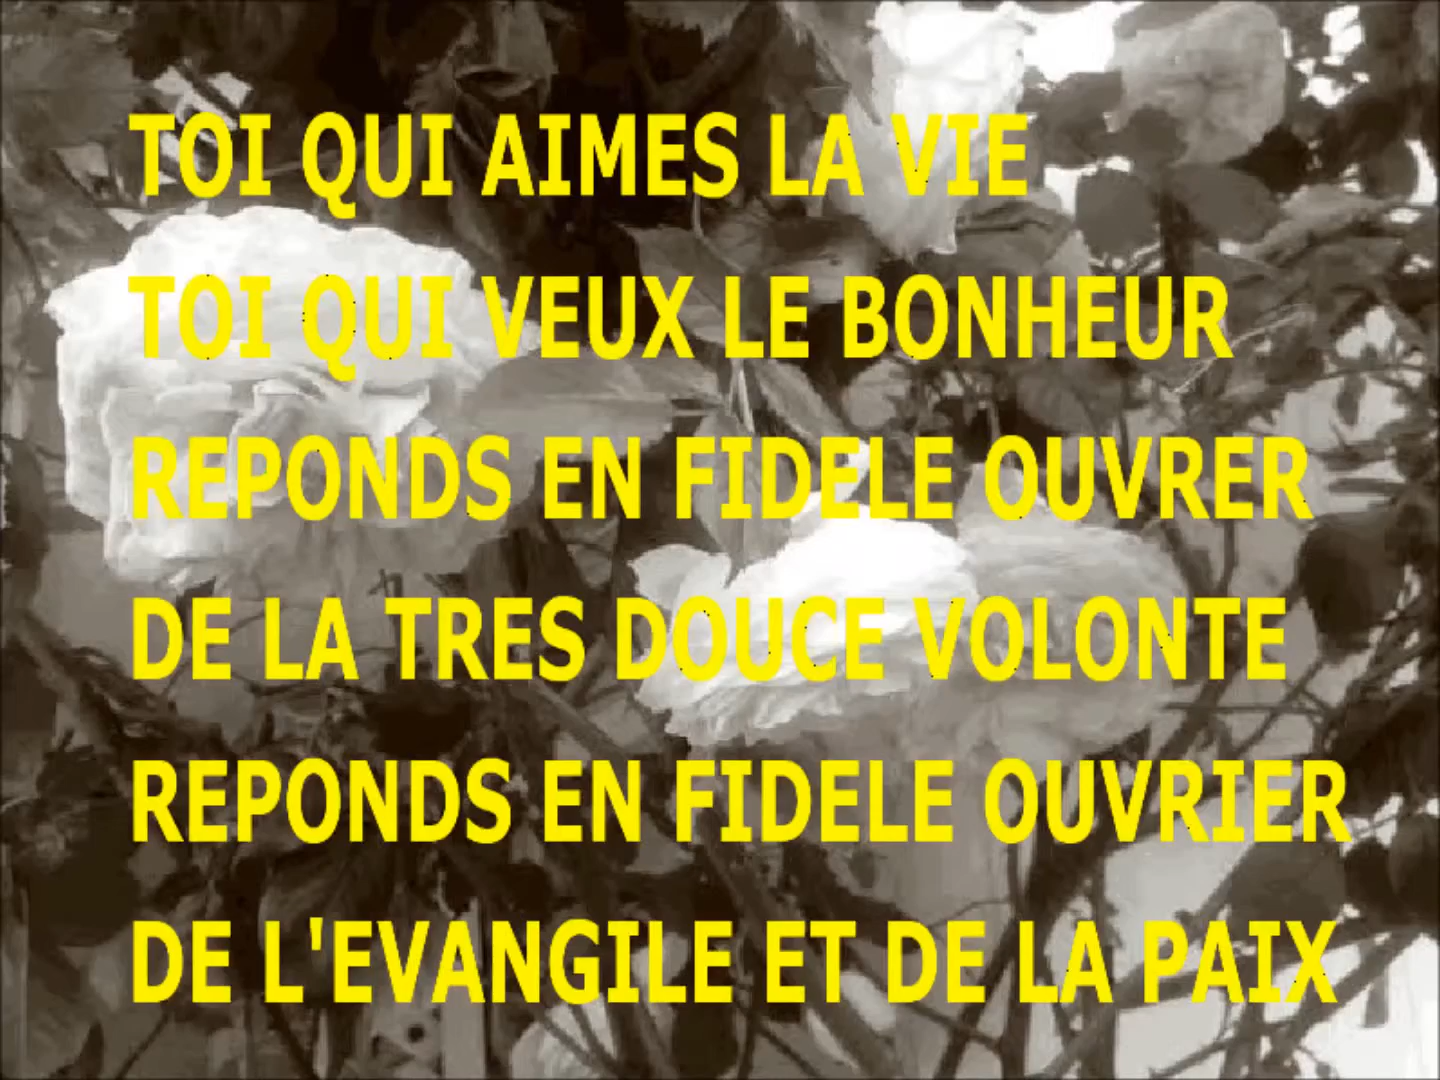 TOI QUI AIMES LA VIE
TOI QUI VEUX LE BONHEUR
REPONDS EN FIDELE OUVRER
DE LA TRES DOUCE VOLONTE
REPONDS EN FIDELE OUVRIER
DE L'EVANGILE ET DE LA PAIX